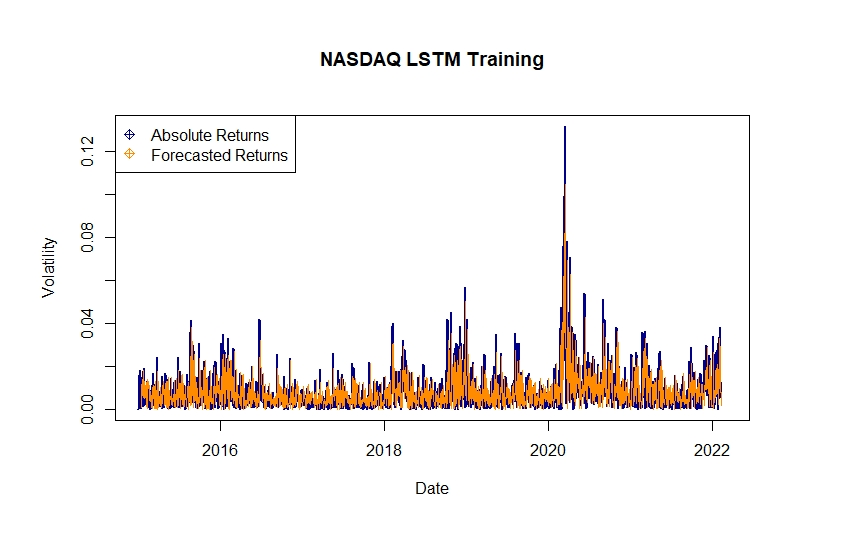 NASDAQ LSTM Training
Absolute Returns
Forecasted Returns
0.12
0.08
0.04
0.00
Volatility
2016 2018 2020 2022
Date